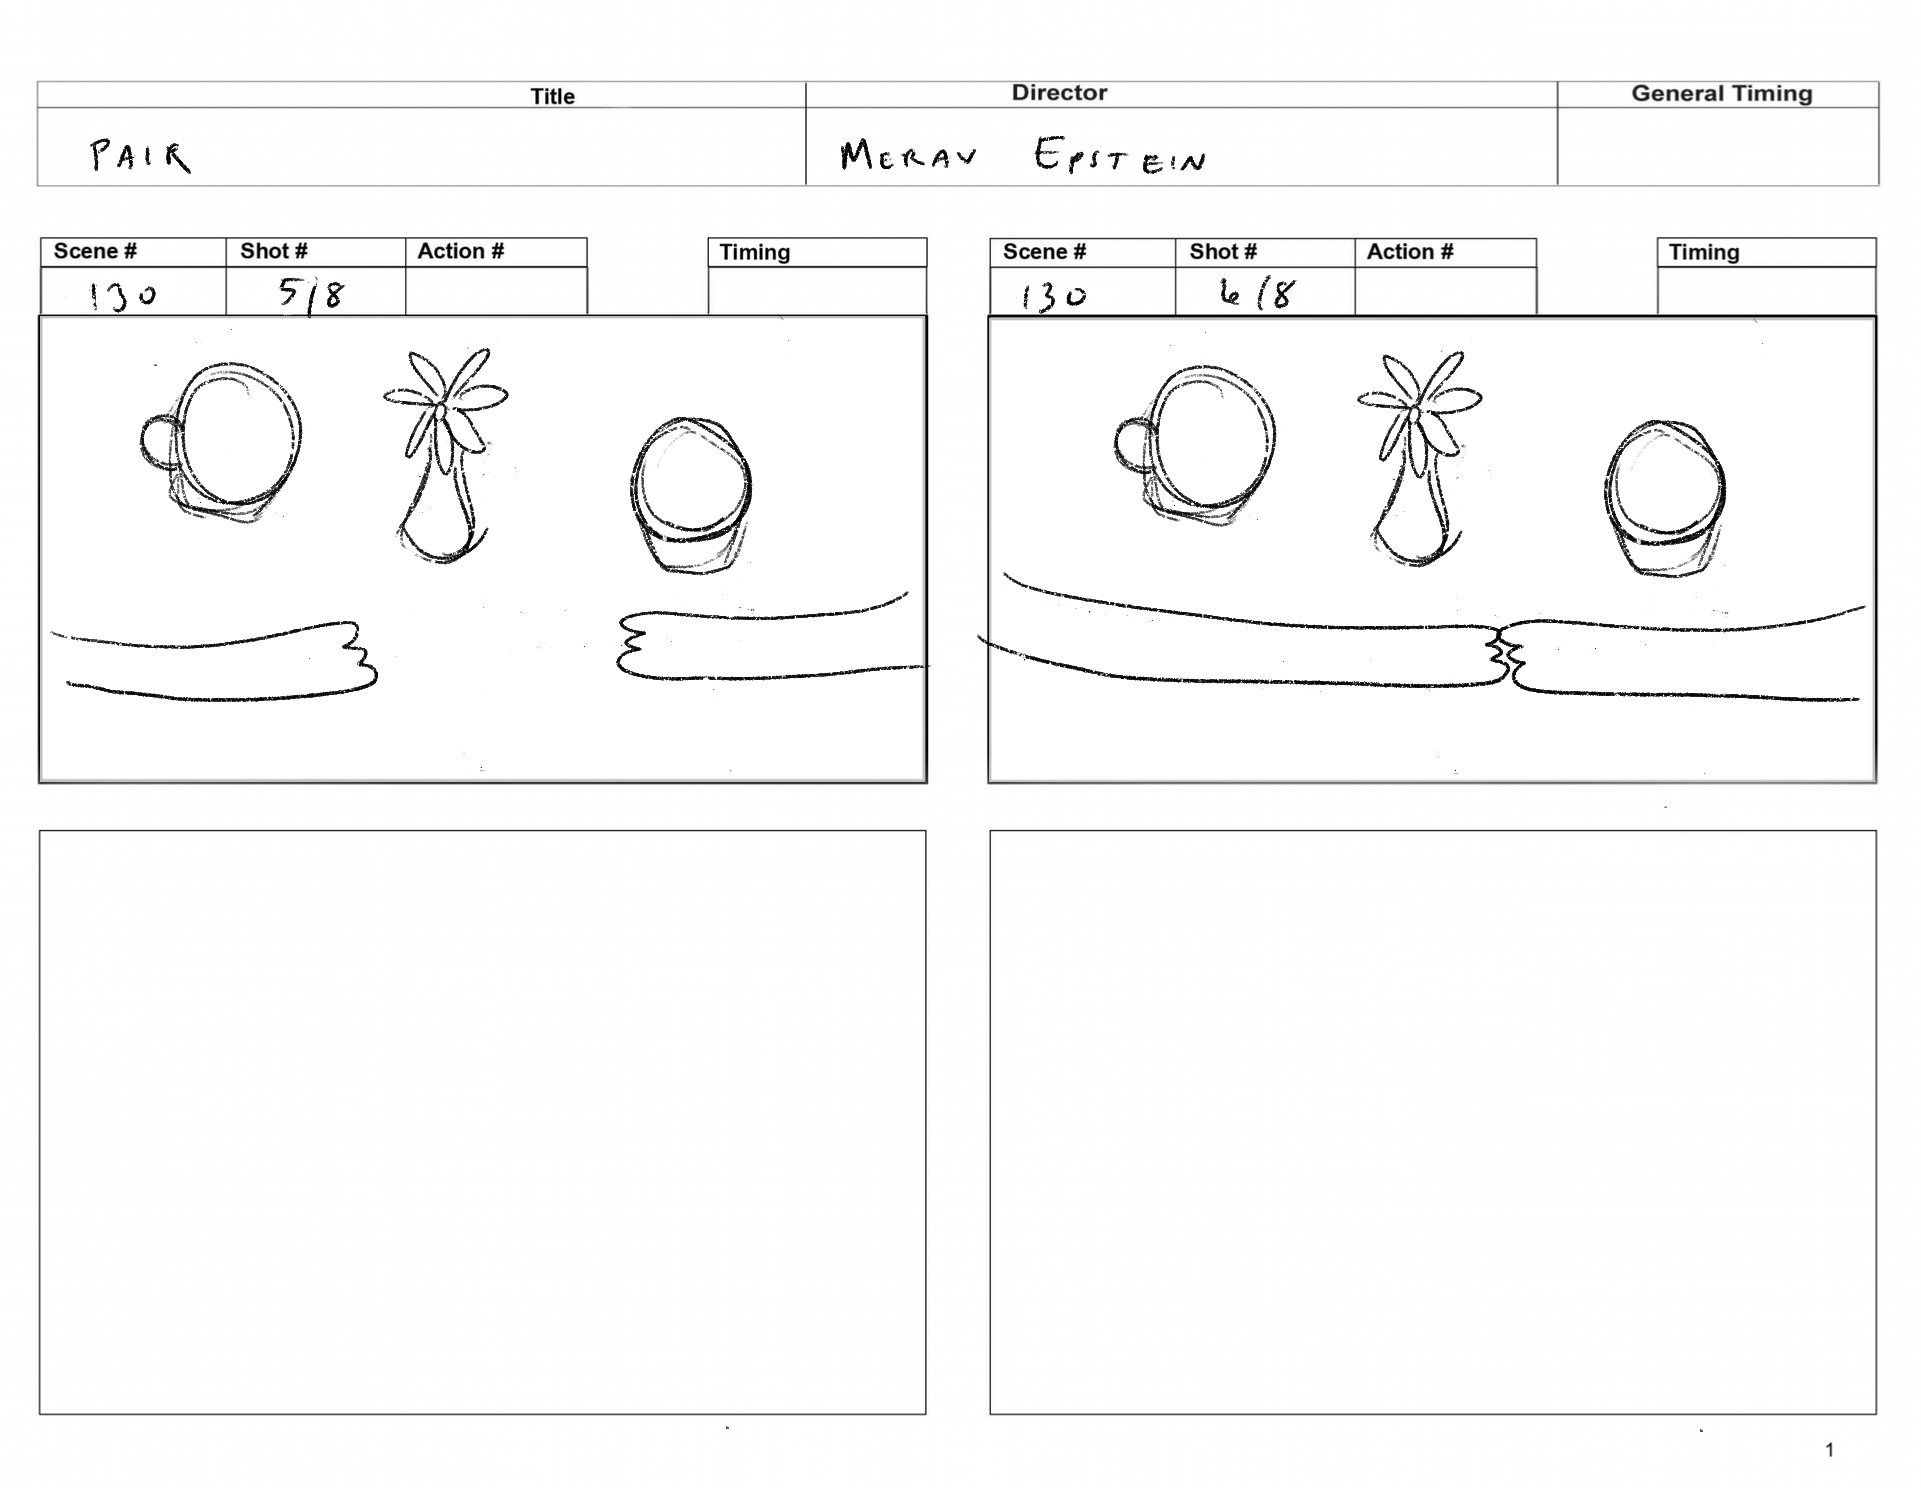 Title Director General Timing
PAIR MERAV EPSTEIN
Scene # Shot # Action # Timing
130 5/8
Scene # Shot # Action # Timing
130 6/8
1